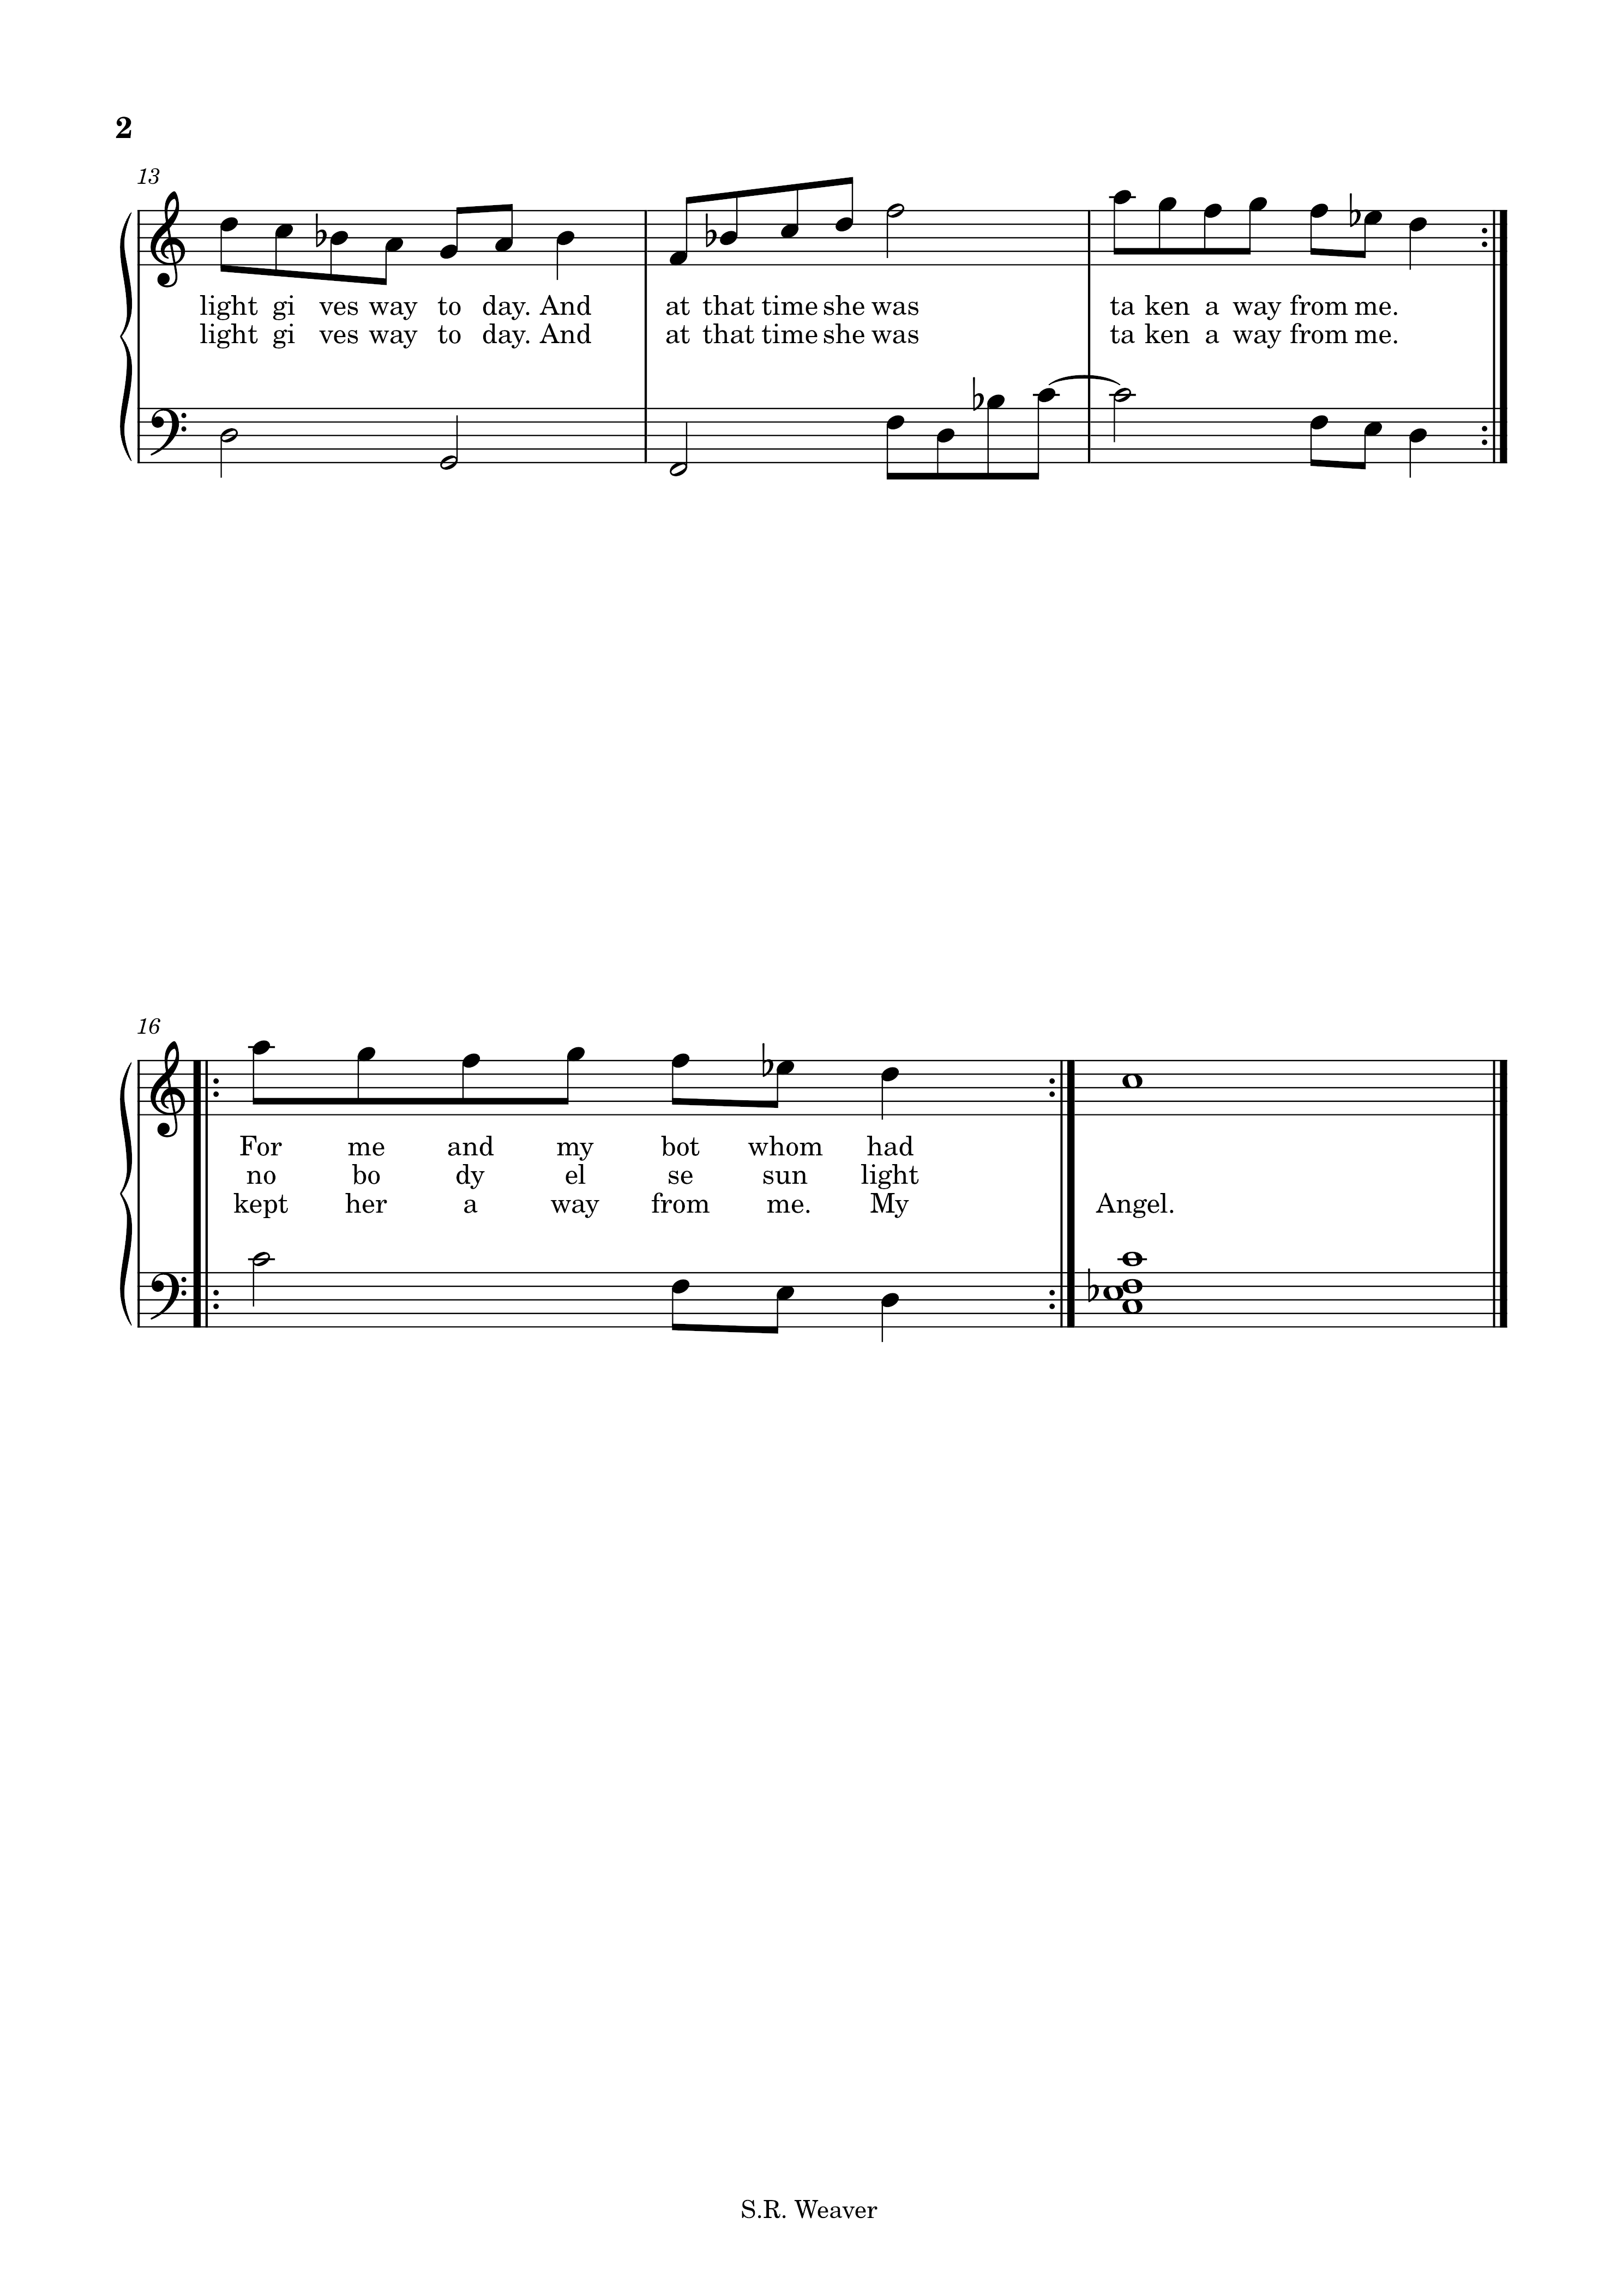 2
13
light gi ves way to day. And at that time she was ta ken a way from me.
light gi ves way to day. And at that time she was ta ken a way from me.
16
For me and my bot whom had
no bo dy el se sun light
kept her a way from me. My Angel.
S.R. Weaver